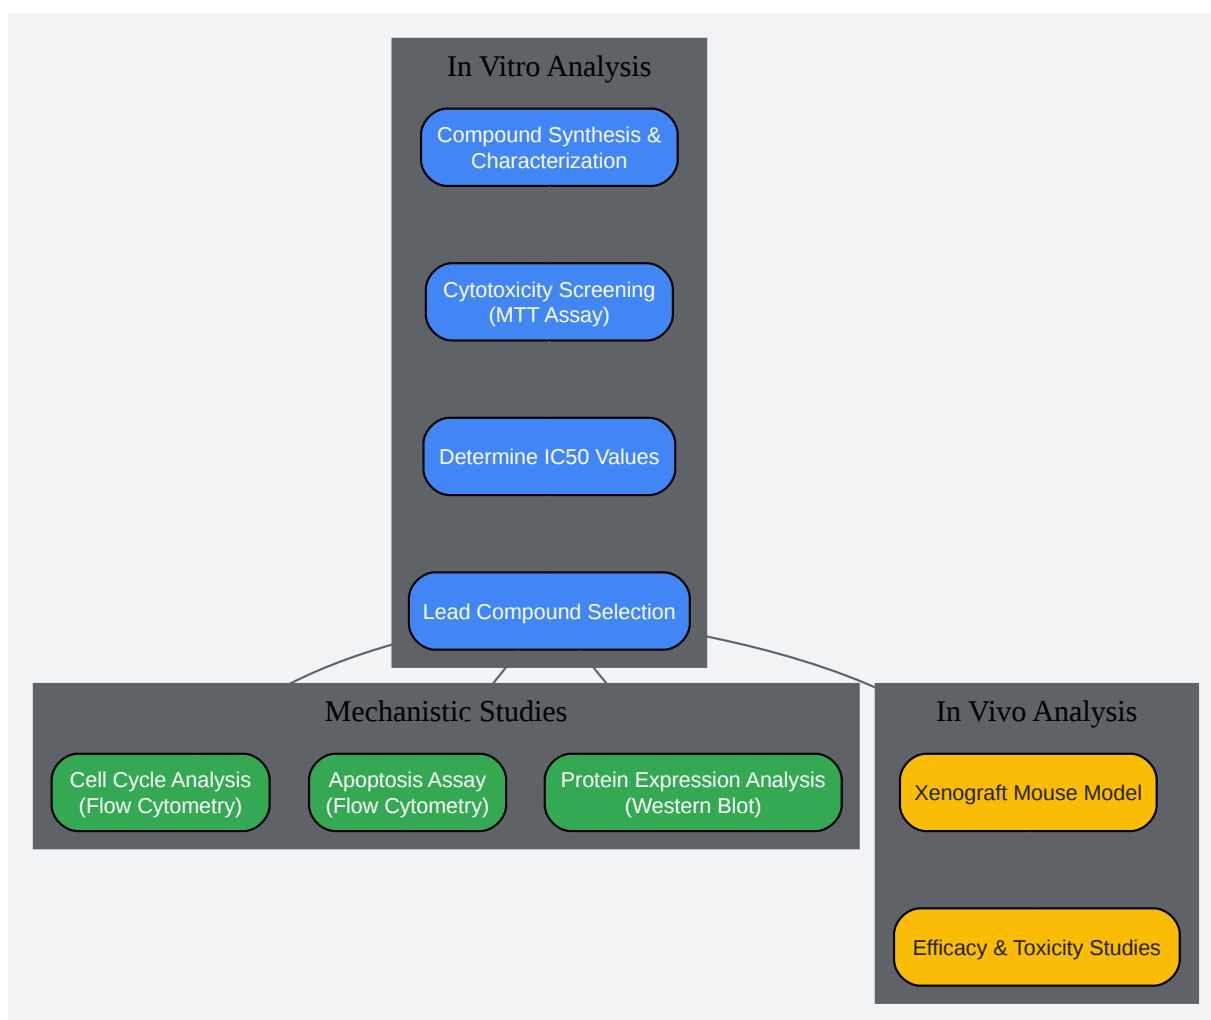 In Vitro Analysis
Compound Synthesis &
Characterization
Cytotoxicity Screening
(MTT Assay)
Determine IC50 Values
Lead Compound Selection
Mechanistic Studies
Cell Cycle Analysis
(Flow Cytometry)
Apoptosis Assay
(Flow Cytometry)
Protein Expression Analysis
(Western Blot)
In Vivo Analysis
Xenograft Mouse Model
Efficacy & Toxicity Studies